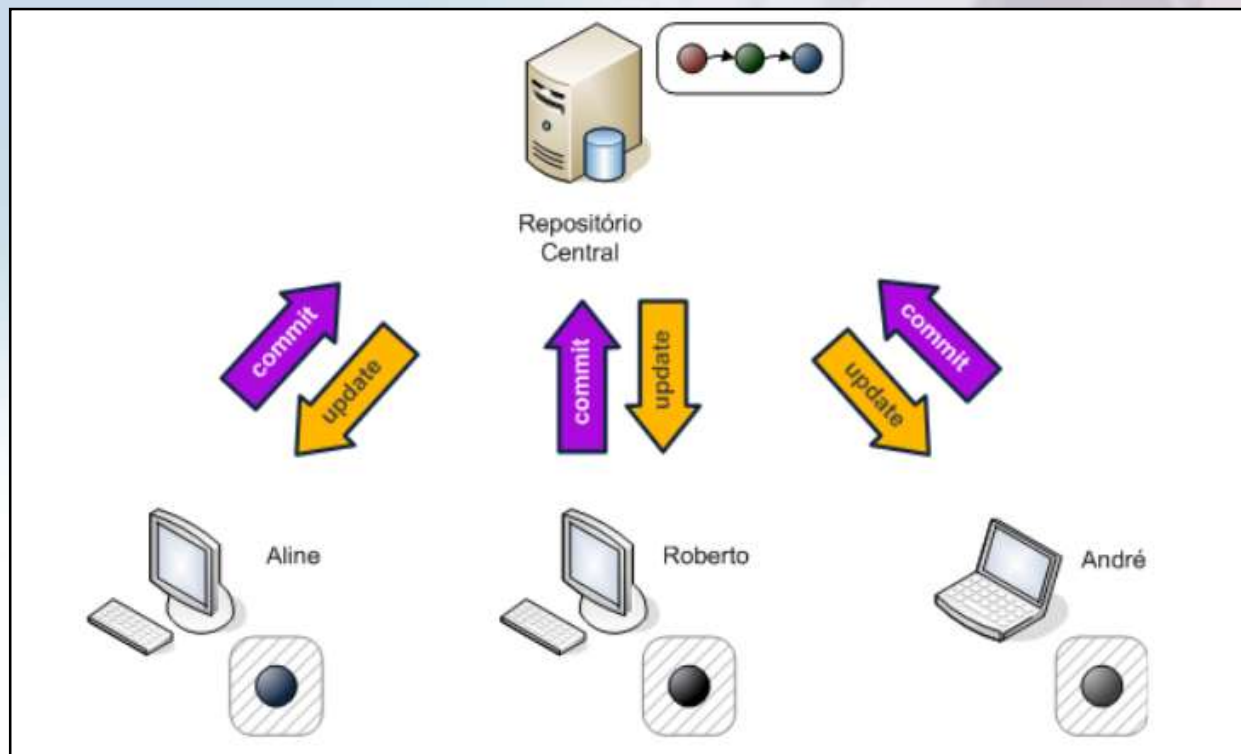 Repositório
Central
commit
update
commit
update
commit
update
Aline
Roberto
André